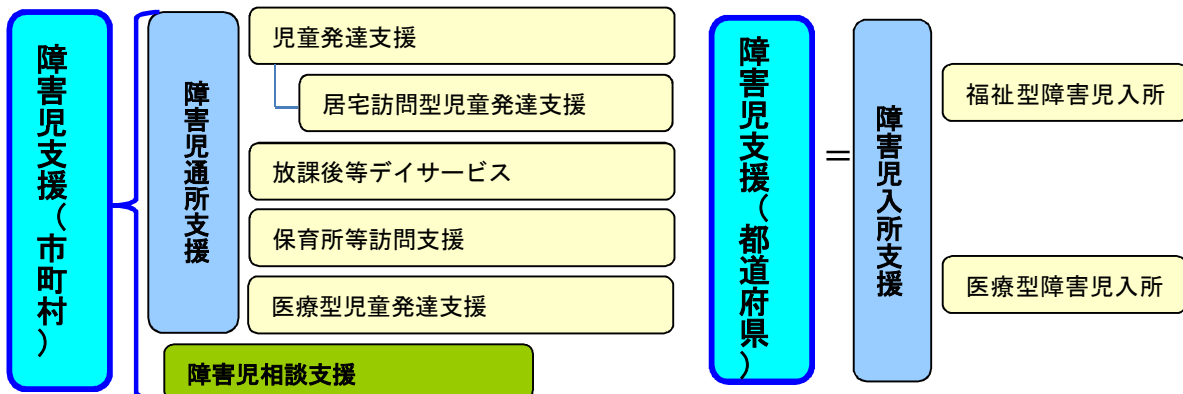 障害児支援（市町村）
障害児通所支援
児童発達支援
居宅訪問型児童発達支援
放課後等デイサービス
保育所等訪問支援
医療型児童発達支援
障害児相談支援
障害児支援（都道府県）
＝
障害児入所支援
福祉型障害児入所
医療型障害児入所